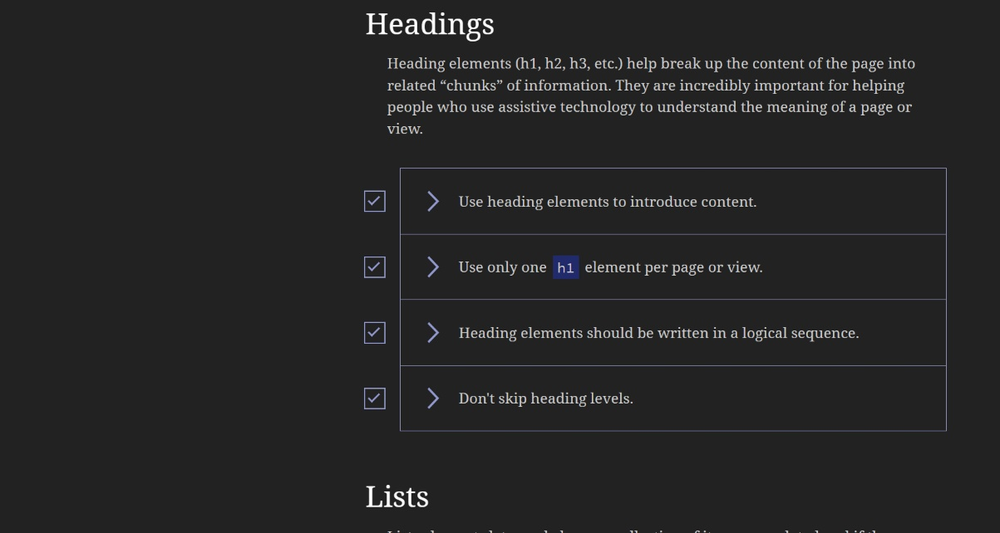 Headings
Heading elements (h1, h2, h3, etc.) help break up the content of the page into
related “chunks” of information. They are incredibly important for helping
people who use assistive technology to understand the meaning of a page or
view.
Use heading elements to introduce content.
Use only one h1 element per page or view.
Heading elements should be written in a logical sequence.
Don't skip heading levels.
Lists